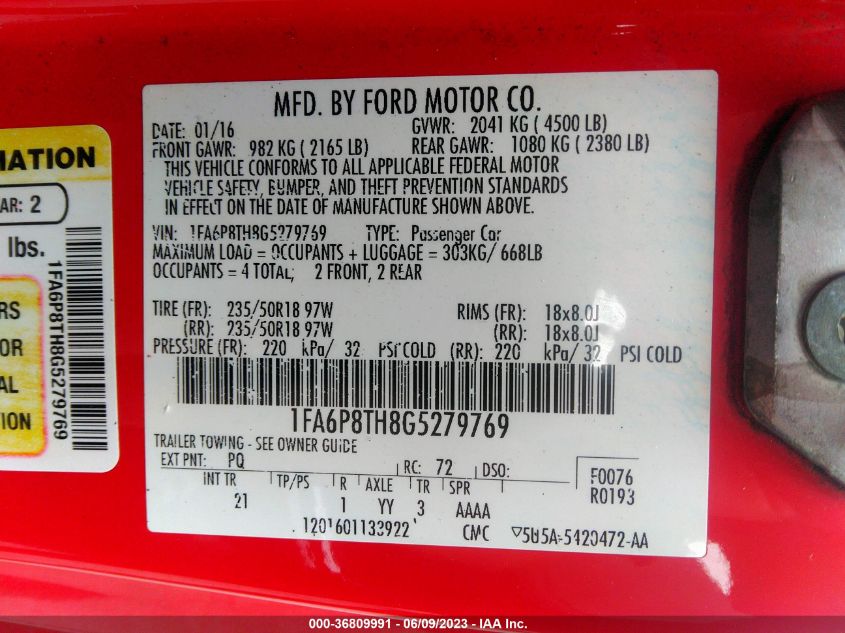 MATION
AR: 2
lbs.
RS
OR
AL
G
1FA6P8TH8G5279769
MFD. BY FORD MOTOR CO.
DATE: 01/16 GVWR: 2041 KG ( 4500 LB)
FRONT GAWR: 982 KG ( 2165 LB) REAR GAWR: 1080 KG ( 2380 LB)
THIS VEHICLE CONFORMS TO ALL APPLICABLE FEDERAL MOTOR
VEHICLE SAFETY, BUMPER, AND THEFT PREVENTION STANDARDS
IN EFFECT ON THE DATE OF MANUFACTURE SHOWN ABOVE.
VIN: 1FA6P8TH8G5279769 TYPE: Passenger Car
MAXIMUM LOAD = OCCUPANTS + LUGGAGE = 303KG/ 668LB
OCCUPANTS = 4 TOTAL; 2 FRONT, 2 REAR
TIRE (FR): 235/50R18 97W RIMS (FR): 18x8.0J
(RR): 235/50R18 97W (RR): 18x8.0J
PRESSURE (FR): 220 kPa/ 32 PSI COLD (RR): 220 kPa/ 32 PSI COLD
1FA6P8TH8G5279769
TRAILER TOWING - SEE OWNER GUIDE
EXT PNT: PQ RC: 72 DSO: F0076
INT TR TP/PS R AXLE TR SPR R0193
21 1 YY 3 AAAA
1201601133922 CMC 5U5A-5420472-AA
000-36809991 - 06/09/2023 - IAA Inc.